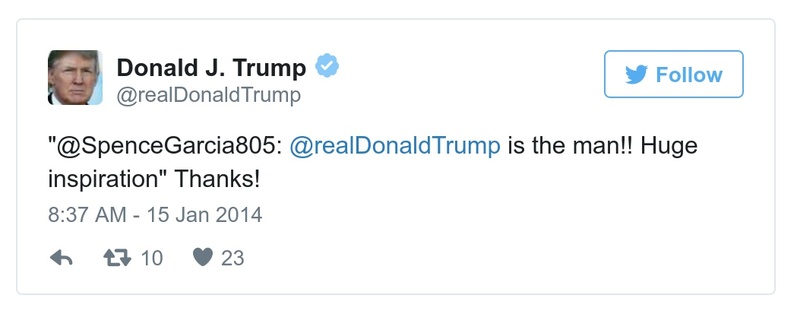 Donald J. Trump
@realDonaldTrump
Follow
"@SpenceGarcia805: @realDonaldTrump is the man!! Huge
inspiration" Thanks!
8:37 AM - 15 Jan 2014
10 23